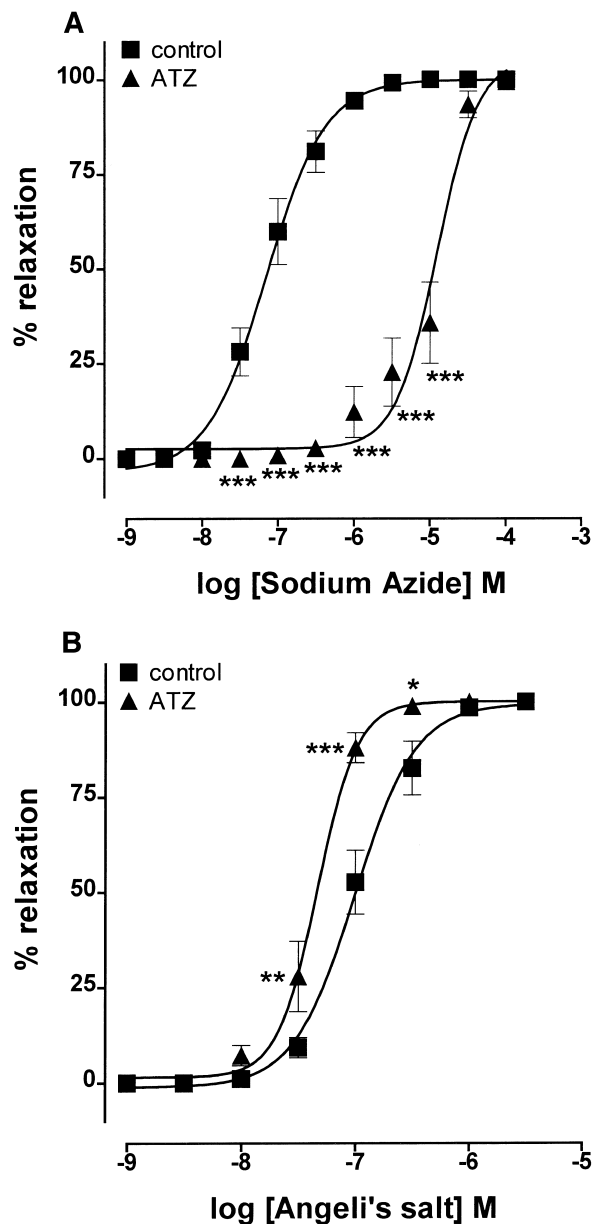 A
control
ATZ
100
75
50
25
0
% relaxation
***
***
***
***
***
***
-9 -8 -7 -6 -5 -4 -3
log [Sodium Azide] M
B
control
ATZ
100
75
50
25
0
% relaxation
*
***
**
-9 -8 -7 -6 -5
log [Angeli's salt] M